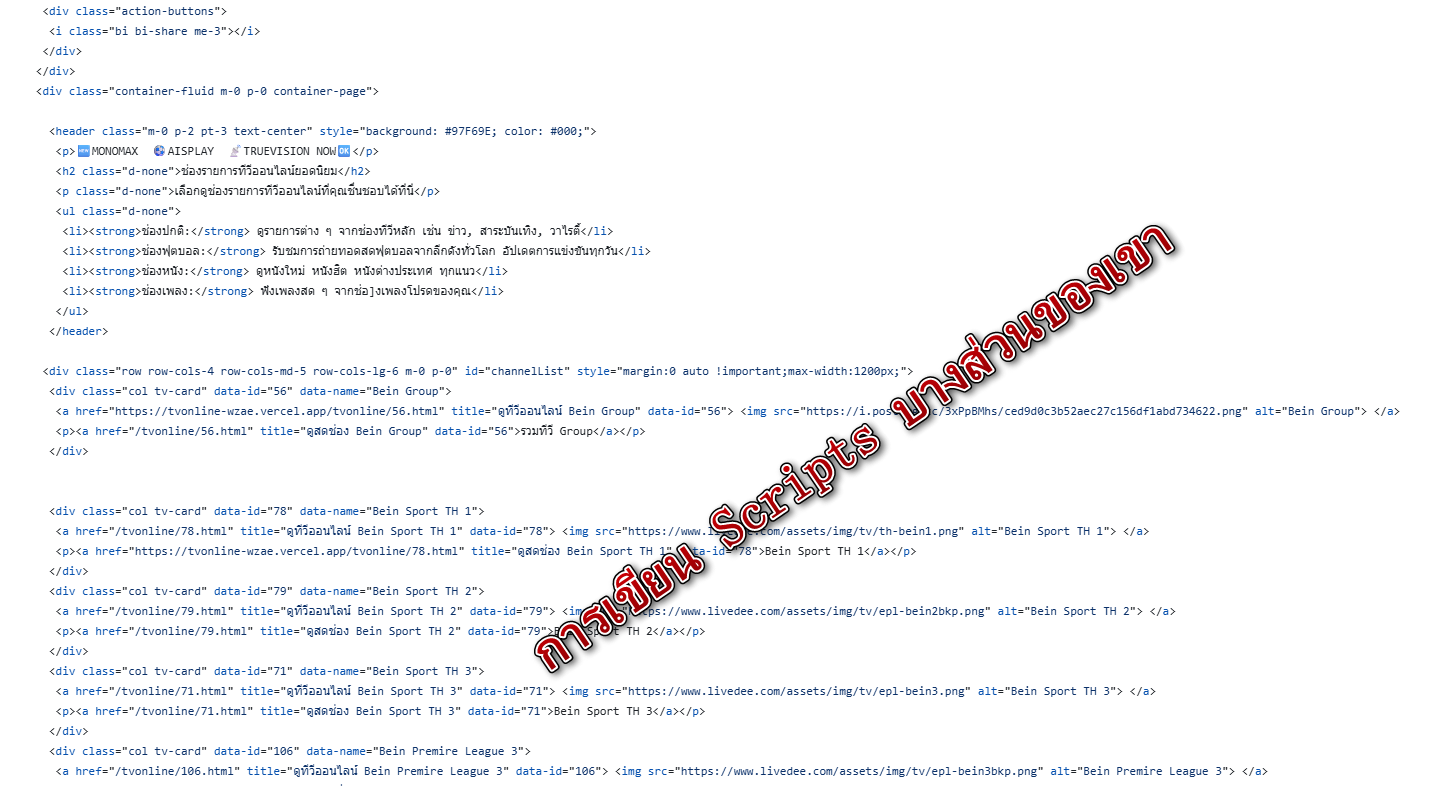 <div class="action-buttons">
<i class="bi bi-share me-3"></i>
</div>
</div>
<div class="container-fluid m-0 p-0 container-page">
<header class="m-0 p-2 pt-3 text-center" style="background: #97F69E; color: #000;">
<p>🆕MONOMAX 🌏AISPLAY 📡TRUEVISION NOW🆗</p>
<h2 class="d-none">ช่องรายการทีวีออนไลน์ยอดนิยม</h2>
<p class="d-none">เลือกดูช่องรายการทีวีออนไลน์ที่คุณชื่นชอบได้ที่นี่</p>
<ul class="d-none">
<li><strong>ช่องปกติ:</strong> ดูรายการต่าง ๆ จากช่องทีวีหลัก เช่น ข่าว, สาระบันเทิง, วาไรตี้</li>
<li><strong>ช่องฟุตบอล:</strong> รับชมการถ่ายทอดสดฟุตบอลจากลีกดังทั่วโลก อัปเดตการแข่งขันทุกวัน</li>
<li><strong>ช่องหนัง:</strong> ดูหนังใหม่ หนังฮิต หนังต่างประเทศ ทุกแนว</li>
<li><strong>ช่องเพลง:</strong> ฟังเพลงสด ๆ จากช่อ]งเพลงโปรดของคุณ</li>
</ul>
</header>
<div class="row row-cols-4 row-cols-md-5 row-cols-lg-6 m-0 p-0" id="channelList" style="margin:0 auto !important;max-width:1200px;">
<div class="col tv-card" data-id="56" data-name="Bein Group">
<a href="https://tvonline-wzae.vercel.app/tvonline/56.html" title="ดูทีวีออนไลน์ Bein Group" data-id="56"> <img src="https://i.pos c/3xPpBMhs/ced9d0c3b52aec27c156df1abd734622.png" alt="Bein Group"> </a>
<p><a href="/tvonline/56.html" title="ดูสดช่อง Bein Group" data-id="56">รวมทีวี Group</a></p>
</div>
<div class="col tv-card" data-id="78" data-name="Bein Sport TH 1">
<a href="/tvonline/78.html" title="ดูทีวีออนไลน์ Bein Sport TH 1" data-id="78"> <img src="https://www.l com/assets/img/tv/th-bein1.png" alt="Bein Sport TH 1"> </a>
<p><a href="https://tvonline-wzae.vercel.app/tvonline/78.html" title="ดูสดช่อง Bein Sport TH 1" data-id="78">Bein Sport TH 1</a></p>
</div>
<div class="col tv-card" data-id="79" data-name="Bein Sport TH 2">
<a href="/tvonline/79.html" title="ดูทีวีออนไลน์ Bein Sport TH 2" data-id="79"> <im ttps://www.livedee.com/assets/img/tv/epl-bein2bkp.png" alt="Bein Sport TH 2"> </a>
<p><a href="/tvonline/79.html" title="ดูสดช่อง Bein Sport TH 2" data-id="79"> TH 2</a></p>
</div>
<div class="col tv-card" data-id="71" data-name="Bein Sport TH 3">
<a href="/tvonline/71.html" title="ดูทีวีออนไลน์ Bein Sport TH 3" data-id="71"> <img src="https://www.livedee.com/assets/img/tv/epl-bein3.png" alt="Bein Sport TH 3"> </a>
<p><a href="/tvonline/71.html" title="ดูสดช่อง Bein Sport TH 3" data-id="71">Bein Sport TH 3</a></p>
</div>
<div class="col tv-card" data-id="106" data-name="Bein Premire League 3">
<a href="/tvonline/106.html" title="ดูทีวีออนไลน์ Bein Premire League 3" data-id="106"> <img src="https://www.livedee.com/assets/img/tv/epl-bein3bkp.png" alt="Bein Premire League 3"> </a>
การเขียน Scripts บางส่วนของเขา